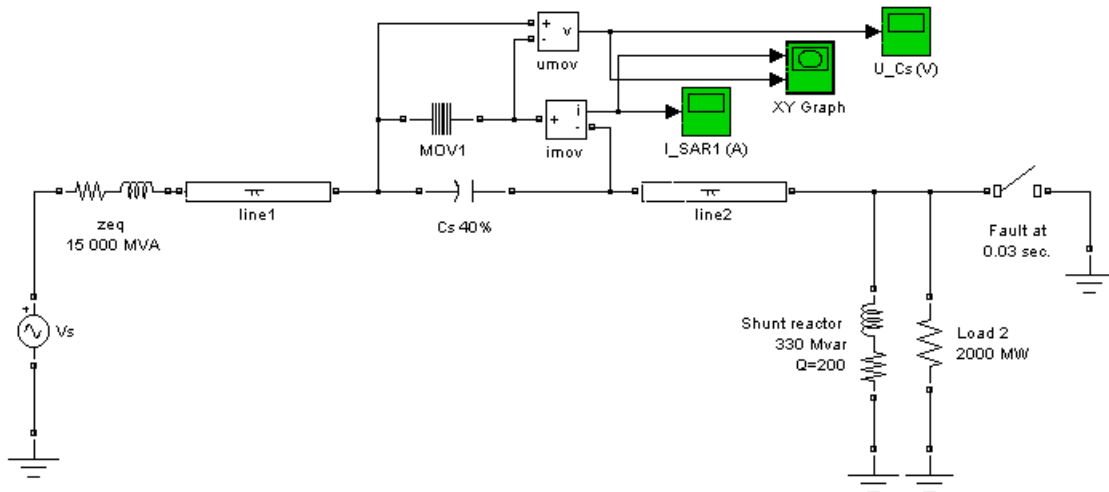 +
-
v
umov
U_Cs (V)
XY Graph
MOV1
+
i
-
imov
I_SAR1 (A)
zeq
15 000 MVA
line1
Cs 40%
line2
Fault at
0.03 sec.
+
Vs
Shunt reactor
330 Mvar
Q=200
Load 2
2000 MW